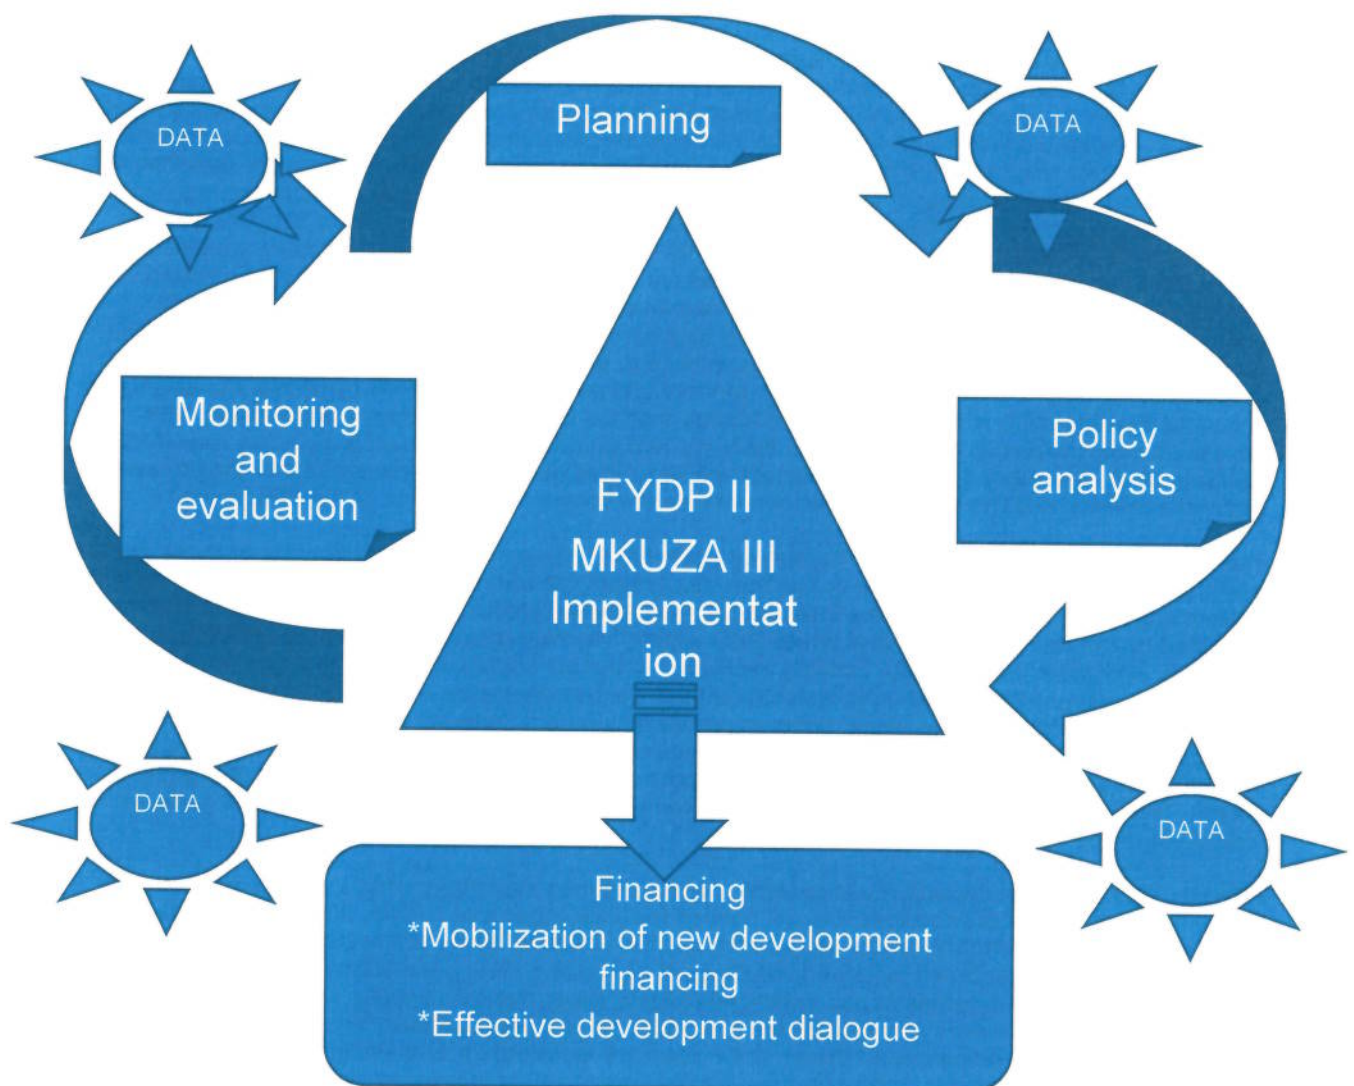 DATA
Planning
DATA
Monitoring
and
evaluation
Policy
analysis
FYDP II
MKUZA III
Implementat
ion
DATA
DATA
Financing
*Mobilization of new development
financing
*Effective development dialogue